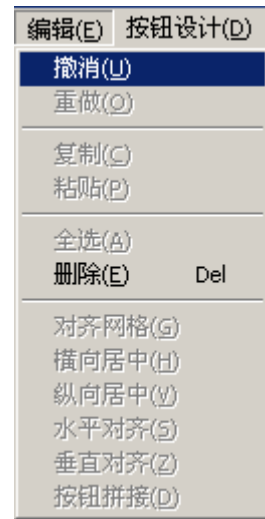 编辑(E) 按钮设计(D)
撤消(U)
重做(O)
复制(C)
粘贴(P)
全选(A)
删除(E) Del
对齐网格(G)
横向居中(H)
纵向居中(V)
水平对齐(S)
垂直对齐(Z)
按钮拼接(D)